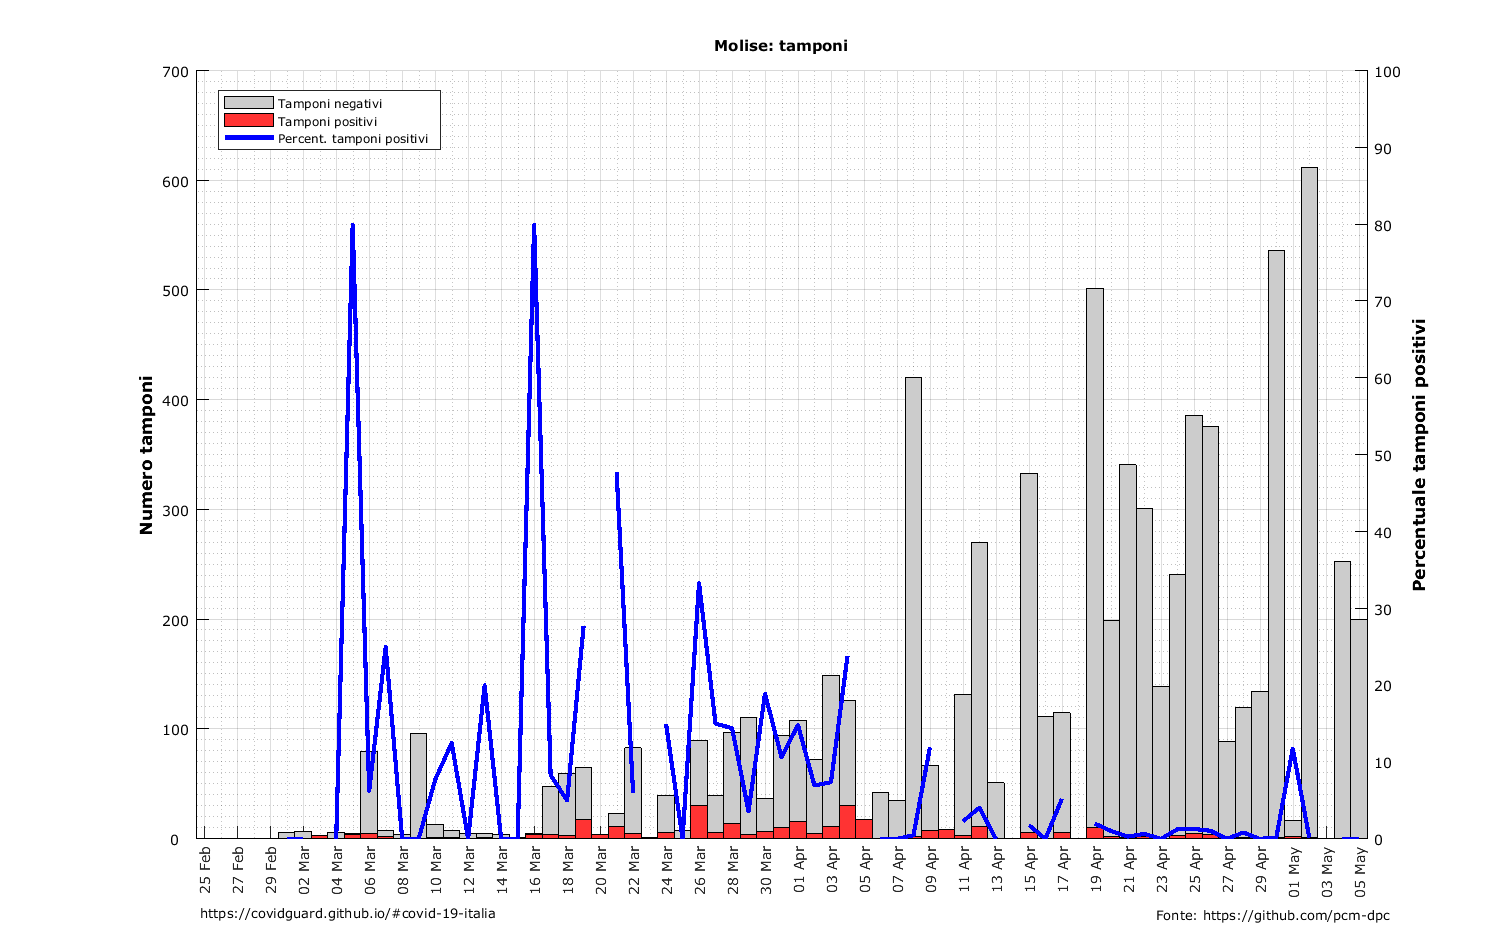 Molise: tamponi
700
600
500
400
300
200
100
0
Numero tamponi
Tamponi negativi
Tamponi positivi
Percent. tamponi positivi
100
90
80
70
60
50
40
30
20
10
0
Percentuale tamponi positivi
25 Feb
27 Feb
29 Feb
02 Mar
04 Mar
06 Mar
08 Mar
10 Mar
12 Mar
14 Mar
16 Mar
18 Mar
20 Mar
22 Mar
24 Mar
26 Mar
28 Mar
30 Mar
01 Apr
03 Apr
05 Apr
07 Apr
09 Apr
11 Apr
13 Apr
15 Apr
17 Apr
19 Apr
21 Apr
23 Apr
25 Apr
27 Apr
29 Apr
01 May
03 May
05 May
https://covidguard.github.io/#covid-19-italia
Fonte: https://github.com/pcm-dpc